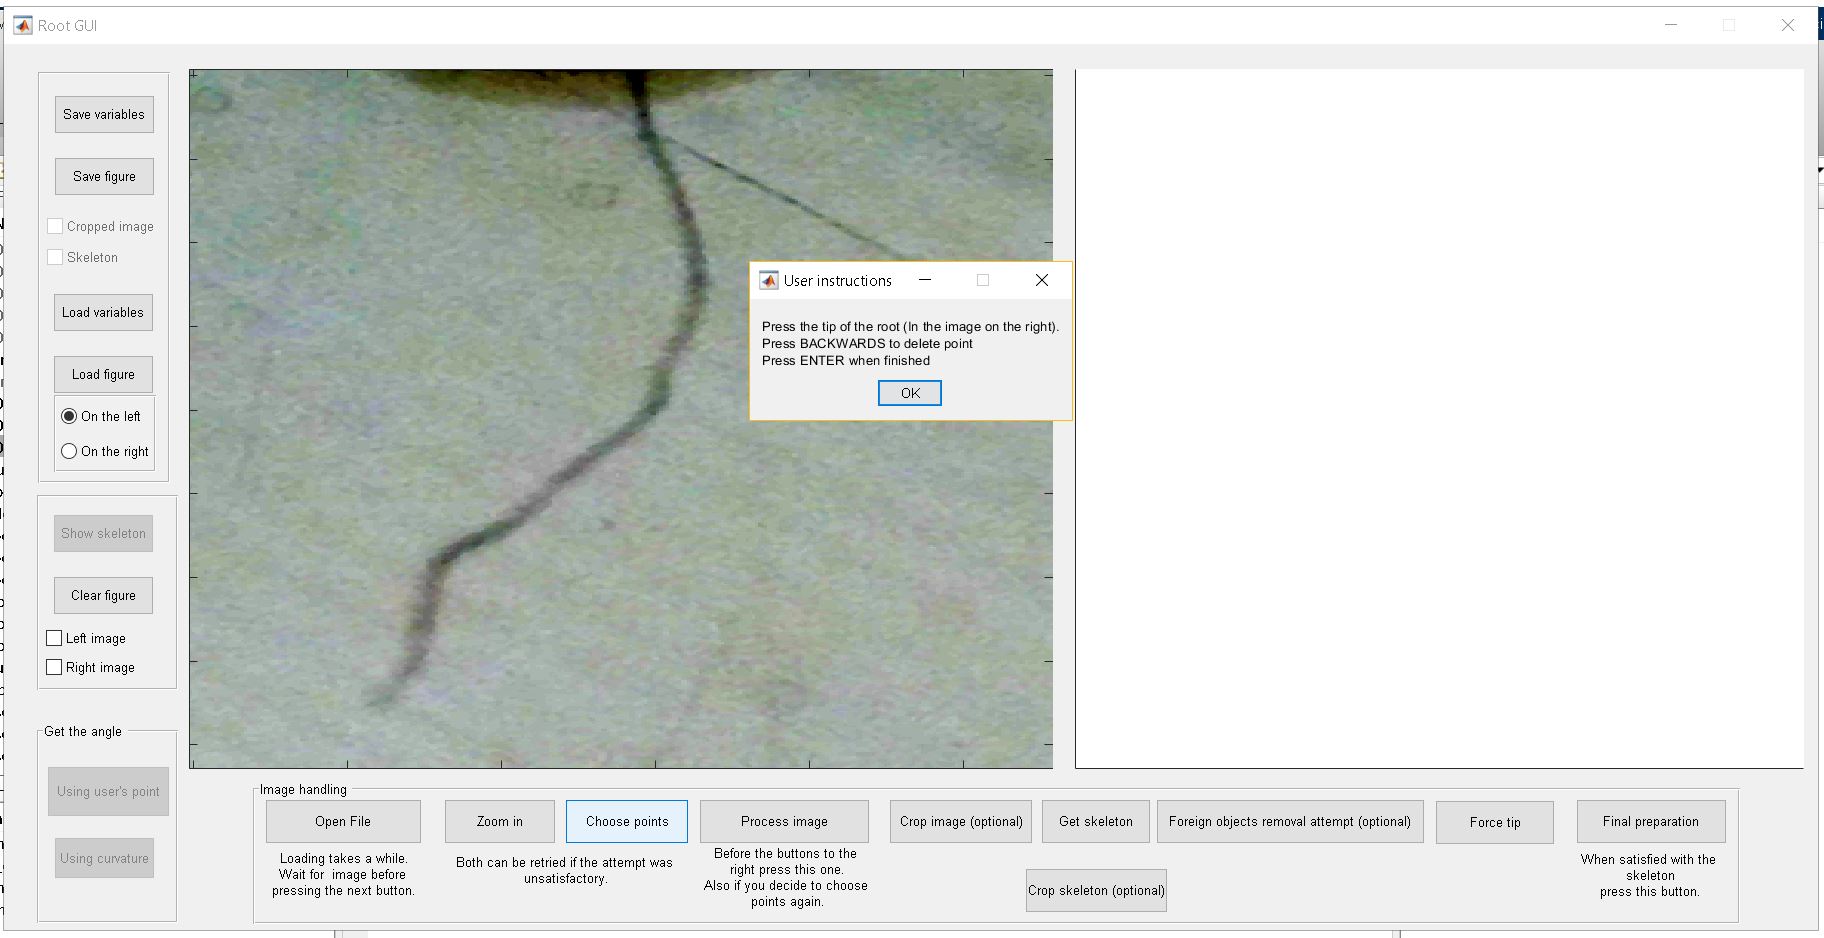 Root GUI
Save variables
Save figure
Cropped image
Skeleton
Load variables
Load figure
On the left
On the right
Show skeleton
Clear figure
Left image
Right image
Get the angle
Using user's point
Using curvature
User instructions
Press the tip of the root (In the image on the right).
Press BACKWARDS to delete point
Press ENTER when finished
OK
Image handling
Open File
Loading takes a while.
Wait for image before
pressing the next button.
Zoom in
Choose points
Both can be retried if the attempt was
unsatisfactory.
Process image
Before the buttons to the
right press this one.
Also if you decide to choose
points again.
Crop image (optional)
Get skeleton
Crop skeleton (optional)
Foreign objects removal attempt (optional)
Force tip
Final preparation
When satisfied with the
skeleton
press this button.